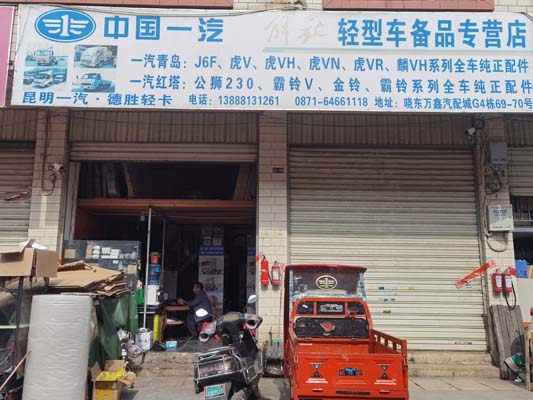 中国一汽 解放 轻型车备品专营店
一汽青岛：J6F、虎V、虎VH、虎VN、虎VR、麟VH系列全车纯正配件
一汽红塔：公狮230、霸铃V、金铃、霸铃系列全车纯正配件
昆明一汽·德胜轻卡 电话：13888131261 0871-64661118 地址：晓东万鑫汽配城G4栋69-70号